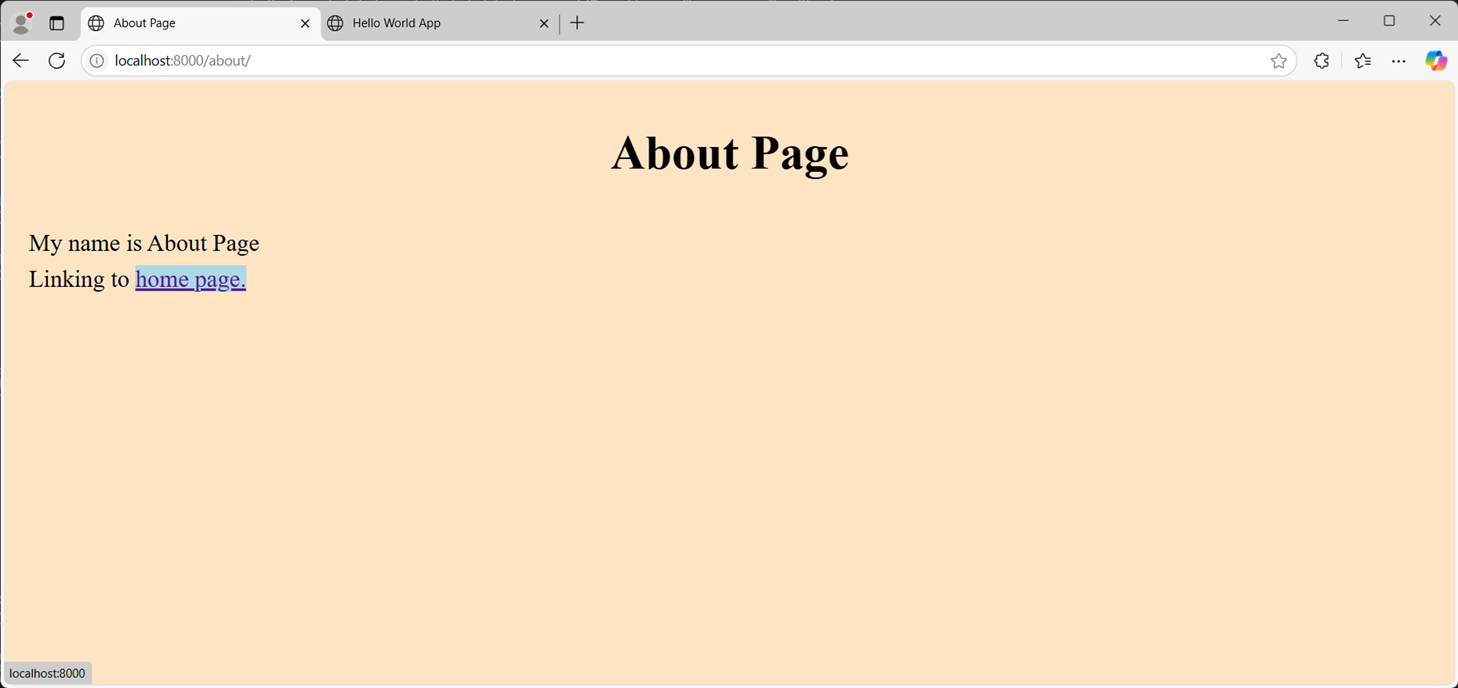 About Page
Hello World App
localhost:8000/about/
About Page
My name is About Page
Linking to home page.
localhost:8000